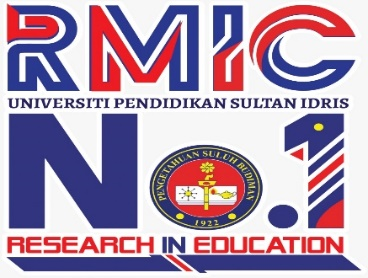 RMIC
UNIVERSITI PENDIDIKAN SULTAN IDRIS
No.1
PENGETAHUAN SULUH BUDIMAN
1922
RESEARCH IN EDUCATION